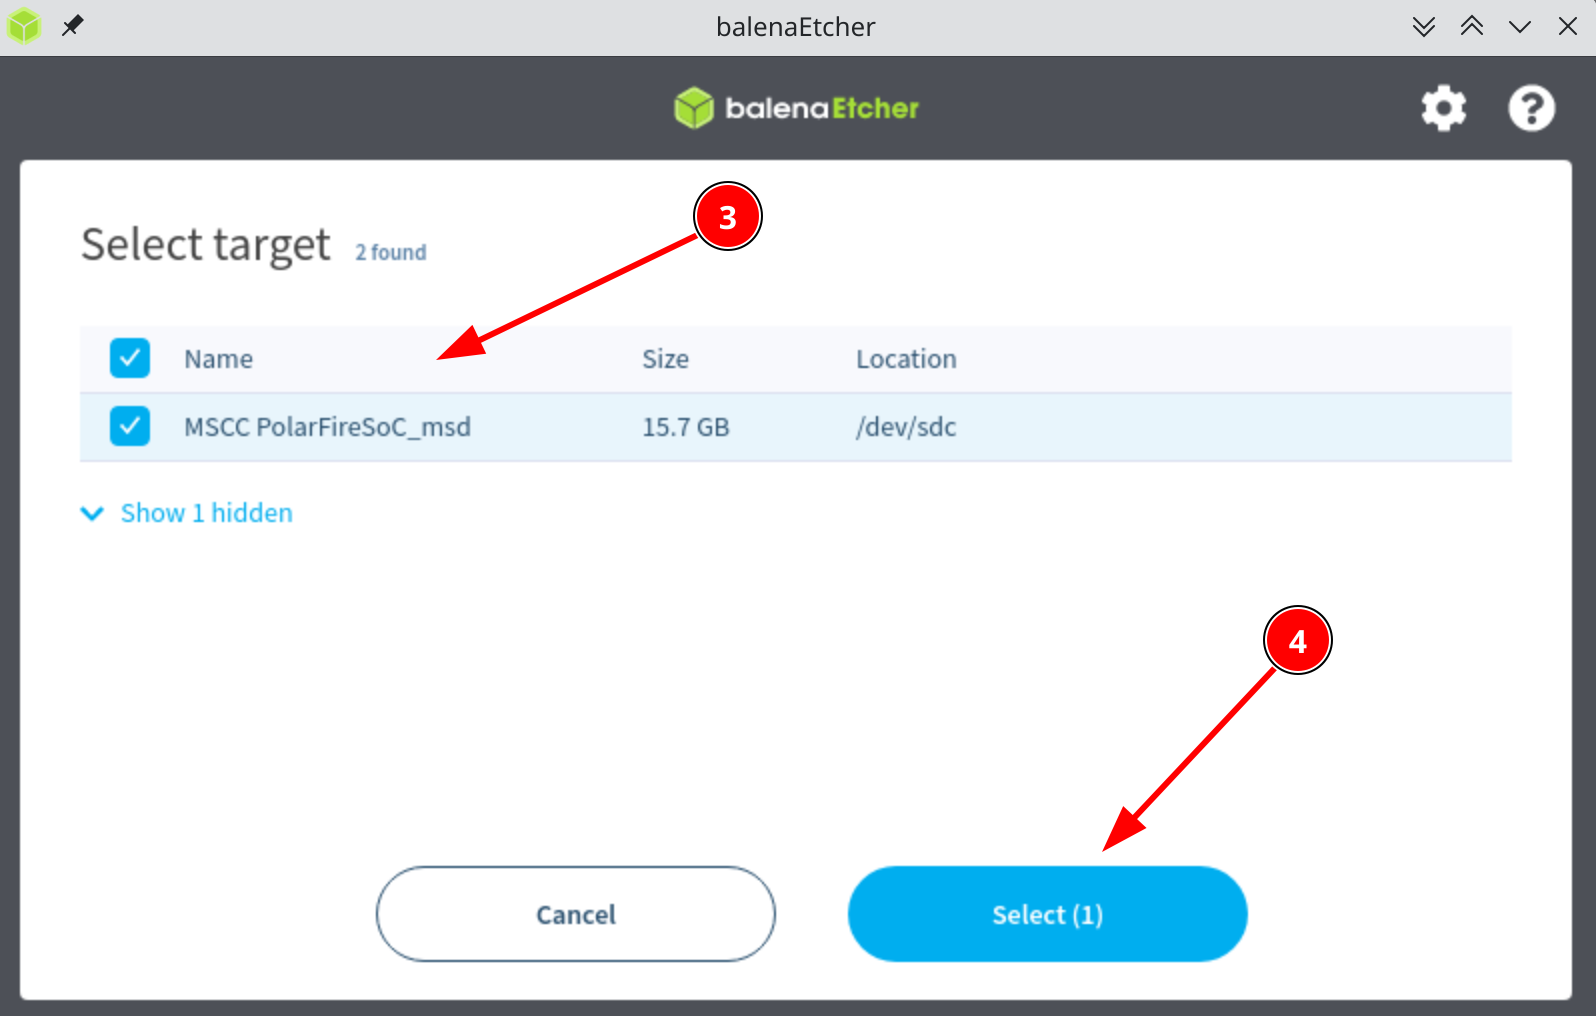 balenaEtcher
balenaEtcher
3
Select target 2 found
Name Size Location
MSCC PolarFireSoC_msd 15.7 GB /dev/sdc
Show 1 hidden
4
Cancel Select (1)